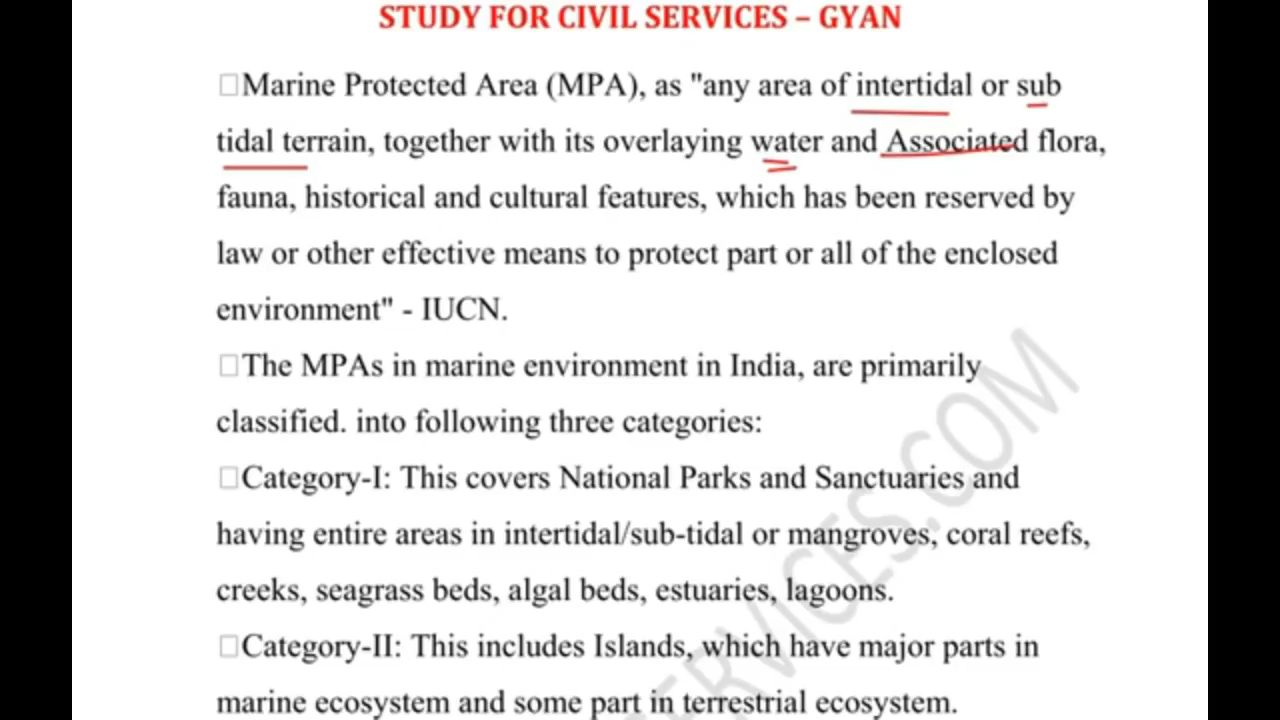 STUDY FOR CIVIL SERVICES – GYAN
Marine Protected Area (MPA), as "any area of intertidal or sub
tidal terrain, together with its overlaying water and Associated flora,
fauna, historical and cultural features, which has been reserved by
law or other effective means to protect part or all of the enclosed
environment" - IUCN.
The MPAs in marine environment in India, are primarily
classified. into following three categories:
Category-I: This covers National Parks and Sanctuaries and
having entire areas in intertidal/sub-tidal or mangroves, coral reefs,
creeks, seagrass beds, algal beds, estuaries, lagoons.
Category-II: This includes Islands, which have major parts in
marine ecosystem and some part in terrestrial ecosystem.
ERVICES.COM